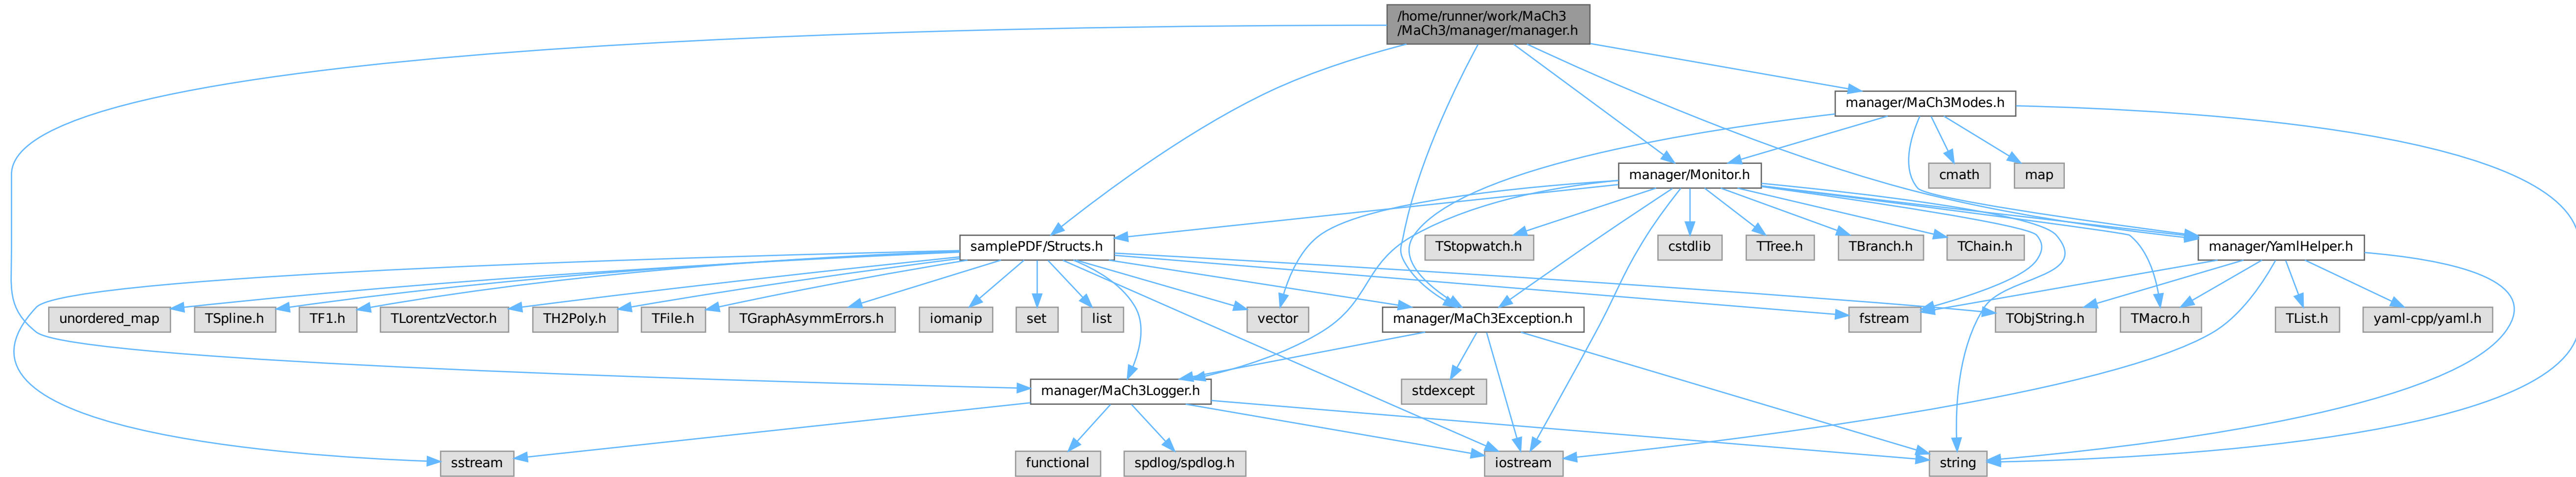 /home/runner/work/MaCh3
/MaCh3/manager/manager.h
manager/MaCh3Modes.h
manager/Monitor.h
cmath
map
samplePDF/Structs.h
TStopwatch.h
cstdlib
TTree.h
TBranch.h
TChain.h
manager/YamlHelper.h
unordered_map
TSpline.h
TF1.h
TLorentzVector.h
TH2Poly.h
TFile.h
TGraphAsymmErrors.h
iomanip
set
list
vector
manager/MaCh3Exception.h
fstream
TObjString.h
TMacro.h
TList.h
yaml-cpp/yaml.h
manager/MaCh3Logger.h
stdexcept
sstream
functional
spdlog/spdlog.h
iostream
string